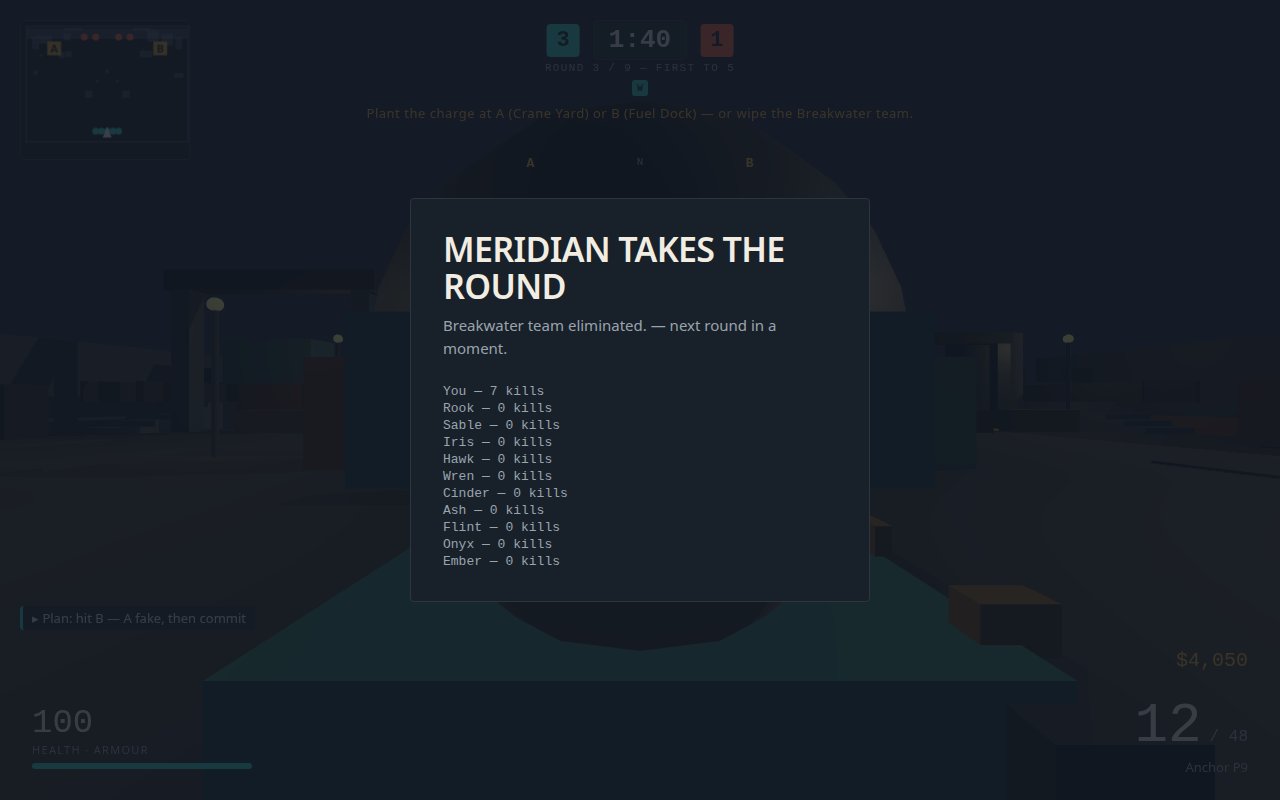 A
B
3
1:40
1
ROUND 3 / 9 — FIRST TO 5
W
Plant the charge at A (Crane Yard) or B (Fuel Dock) — or wipe the Breakwater team.
A
N
B
MERIDIAN TAKES THE
ROUND
Breakwater team eliminated. — next round in a
moment.
You — 7 kills
Rook — 0 kills
Sable — 0 kills
Iris — 0 kills
Hawk — 0 kills
Wren — 0 kills
Cinder — 0 kills
Ash — 0 kills
Flint — 0 kills
Onyx — 0 kills
Ember — 0 kills
▸ Plan: hit B — A fake, then commit
$4,050
100
12 / 48
HEALTH · ARMOUR
Anchor P9